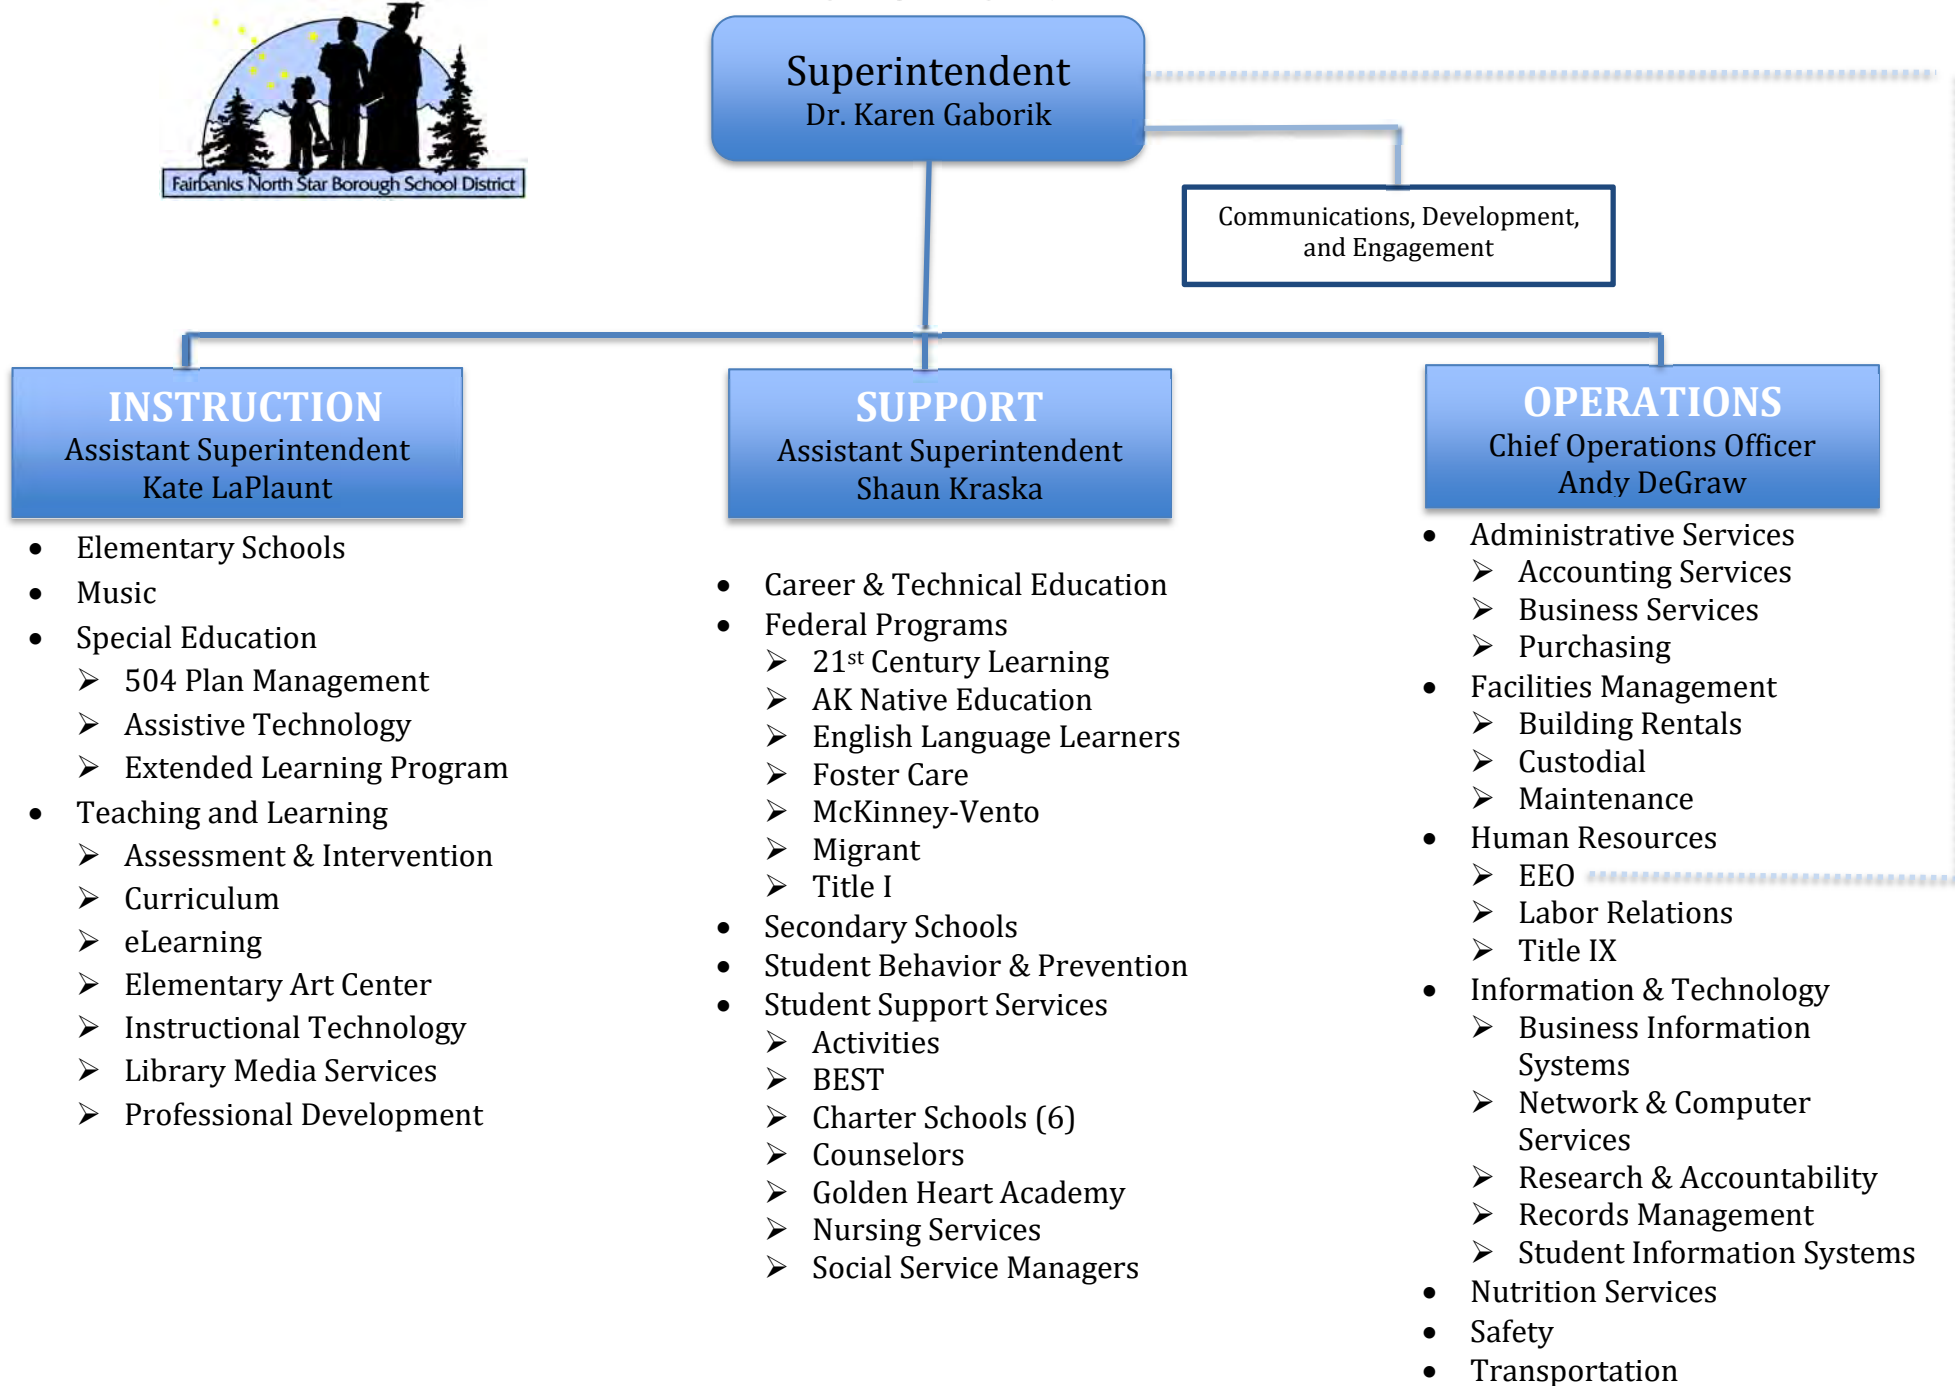 Fairbanks North Star Borough School District
Superintendent
Dr. Karen Gaborik
Communications, Development,
and Engagement
INSTRUCTION
Assistant Superintendent
Kate LaPlaunt
• Elementary Schools
• Music
• Special Education
➢ 504 Plan Management
➢ Assistive Technology
➢ Extended Learning Program
• Teaching and Learning
➢ Assessment & Intervention
➢ Curriculum
➢ eLearning
➢ Elementary Art Center
➢ Instructional Technology
➢ Library Media Services
➢ Professional Development
SUPPORT
Assistant Superintendent
Shaun Kraska
• Career & Technical Education
• Federal Programs
➢ 21st Century Learning
➢ AK Native Education
➢ English Language Learners
➢ Foster Care
➢ McKinney-Vento
➢ Migrant
➢ Title I
• Secondary Schools
• Student Behavior & Prevention
• Student Support Services
➢ Activities
➢ BEST
➢ Charter Schools (6)
➢ Counselors
➢ Golden Heart Academy
➢ Nursing Services
➢ Social Service Managers
OPERATIONS
Chief Operations Officer
Andy DeGraw
• Administrative Services
➢ Accounting Services
➢ Business Services
➢ Purchasing
• Facilities Management
➢ Building Rentals
➢ Custodial
➢ Maintenance
• Human Resources
➢ EEO
➢ Labor Relations
➢ Title IX
• Information & Technology
➢ Business Information
Systems
➢ Network & Computer
Services
➢ Research & Accountability
➢ Records Management
➢ Student Information Systems
• Nutrition Services
• Safety
• Transportation